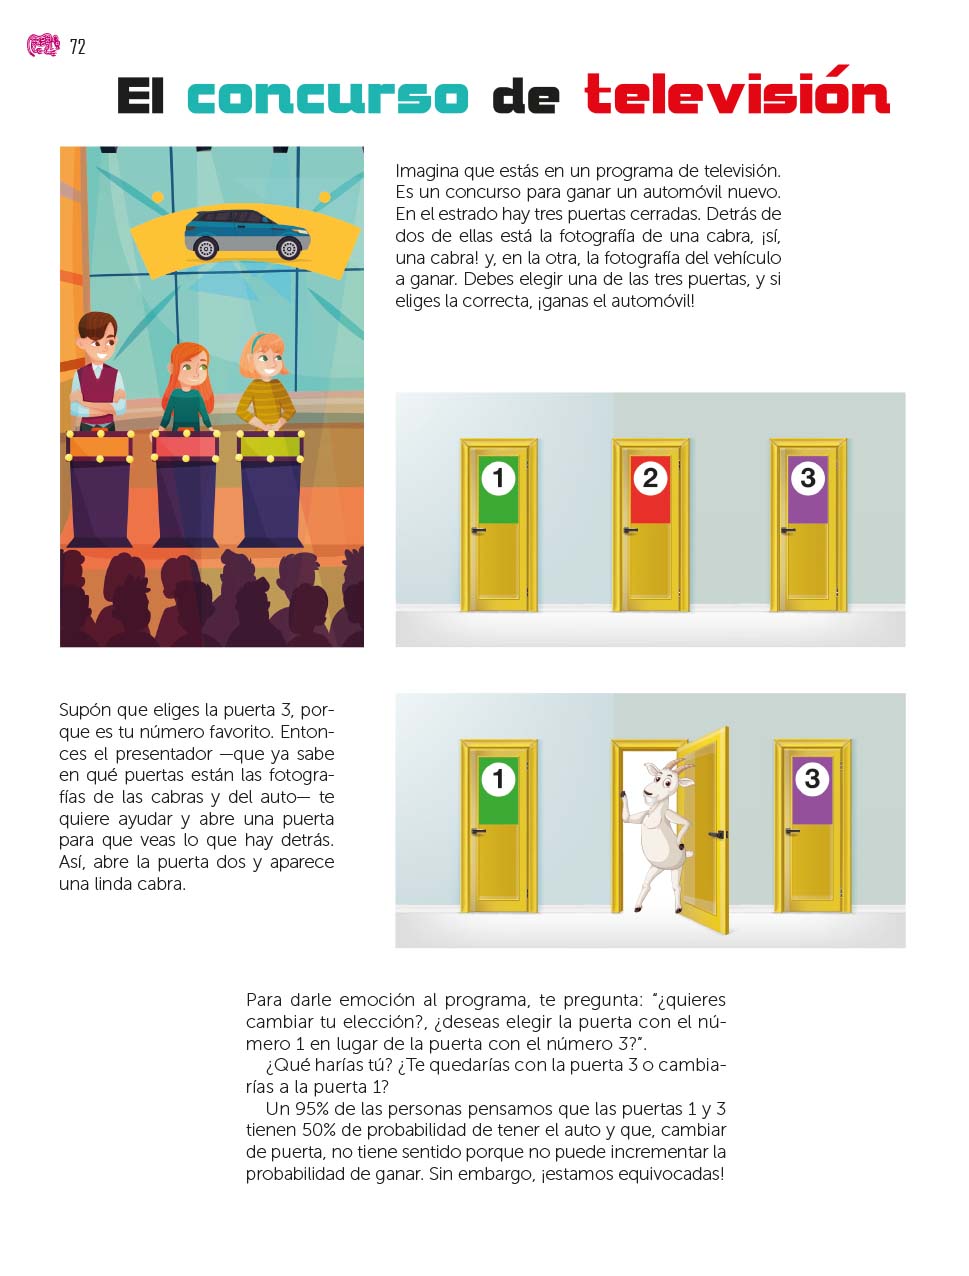 72
El concurso de televisión
Imagina que estás en un programa de televisión.
Es un concurso para ganar un automóvil nuevo.
En el estrado hay tres puertas cerradas. Detrás de
dos de ellas está la fotografía de una cabra, ¡sí,
una cabra! y, en la otra, la fotografía del vehículo
a ganar. Debes elegir una de las tres puertas, y si
eliges la correcta, ¡ganas el automóvil!
1
2
3
Supón que eliges la puerta 3, por-
que es tu número favorito. Enton-
ces el presentador —que ya sabe
en qué puertas están las fotogra-
fías de las cabras y del auto— te
quiere ayudar y abre una puerta
para que veas lo que hay detrás.
Así, abre la puerta dos y aparece
una linda cabra.
1
3
Para darle emoción al programa, te pregunta: “¿quieres
cambiar tu elección?, ¿deseas elegir la puerta con el nú-
mero 1 en lugar de la puerta con el número 3?”.
¿Qué harías tú? ¿Te quedarías con la puerta 3 o cambia-
rías a la puerta 1?
Un 95% de las personas pensamos que las puertas 1 y 3
tienen 50% de probabilidad de tener el auto y que, cambiar
de puerta, no tiene sentido porque no puede incrementar la
probabilidad de ganar. Sin embargo, ¡estamos equivocadas!